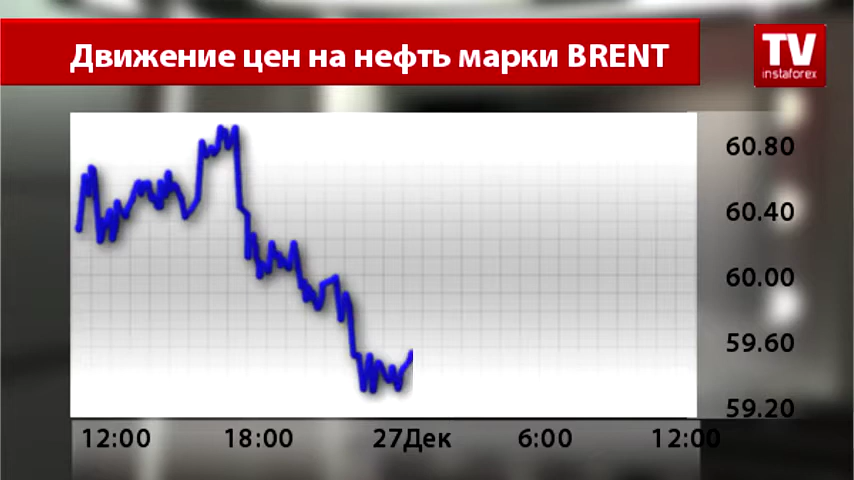 Движение цен на нефть марки BRENT
TV
instaforex
60.80
60.40
60.00
59.60
59.20
12:00 18:00 27Дек 6:00 12:00